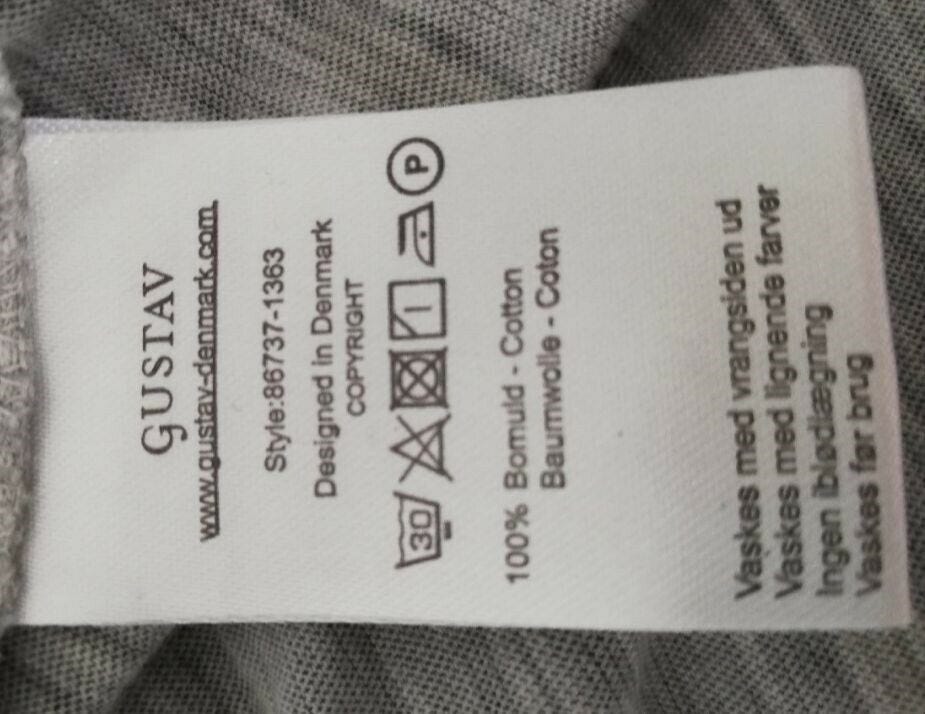 GUSTAV
www.gustav-denmark.com
Style:86737-1363
Designed in Denmark
COPYRIGHT
30 P
100% Bomuld - Cotton
Baumwolle - Coton
Vaskes med vrangsiden ud
Vaskes med lignende farver
Ingen iblødlægning
Vaskes før brug